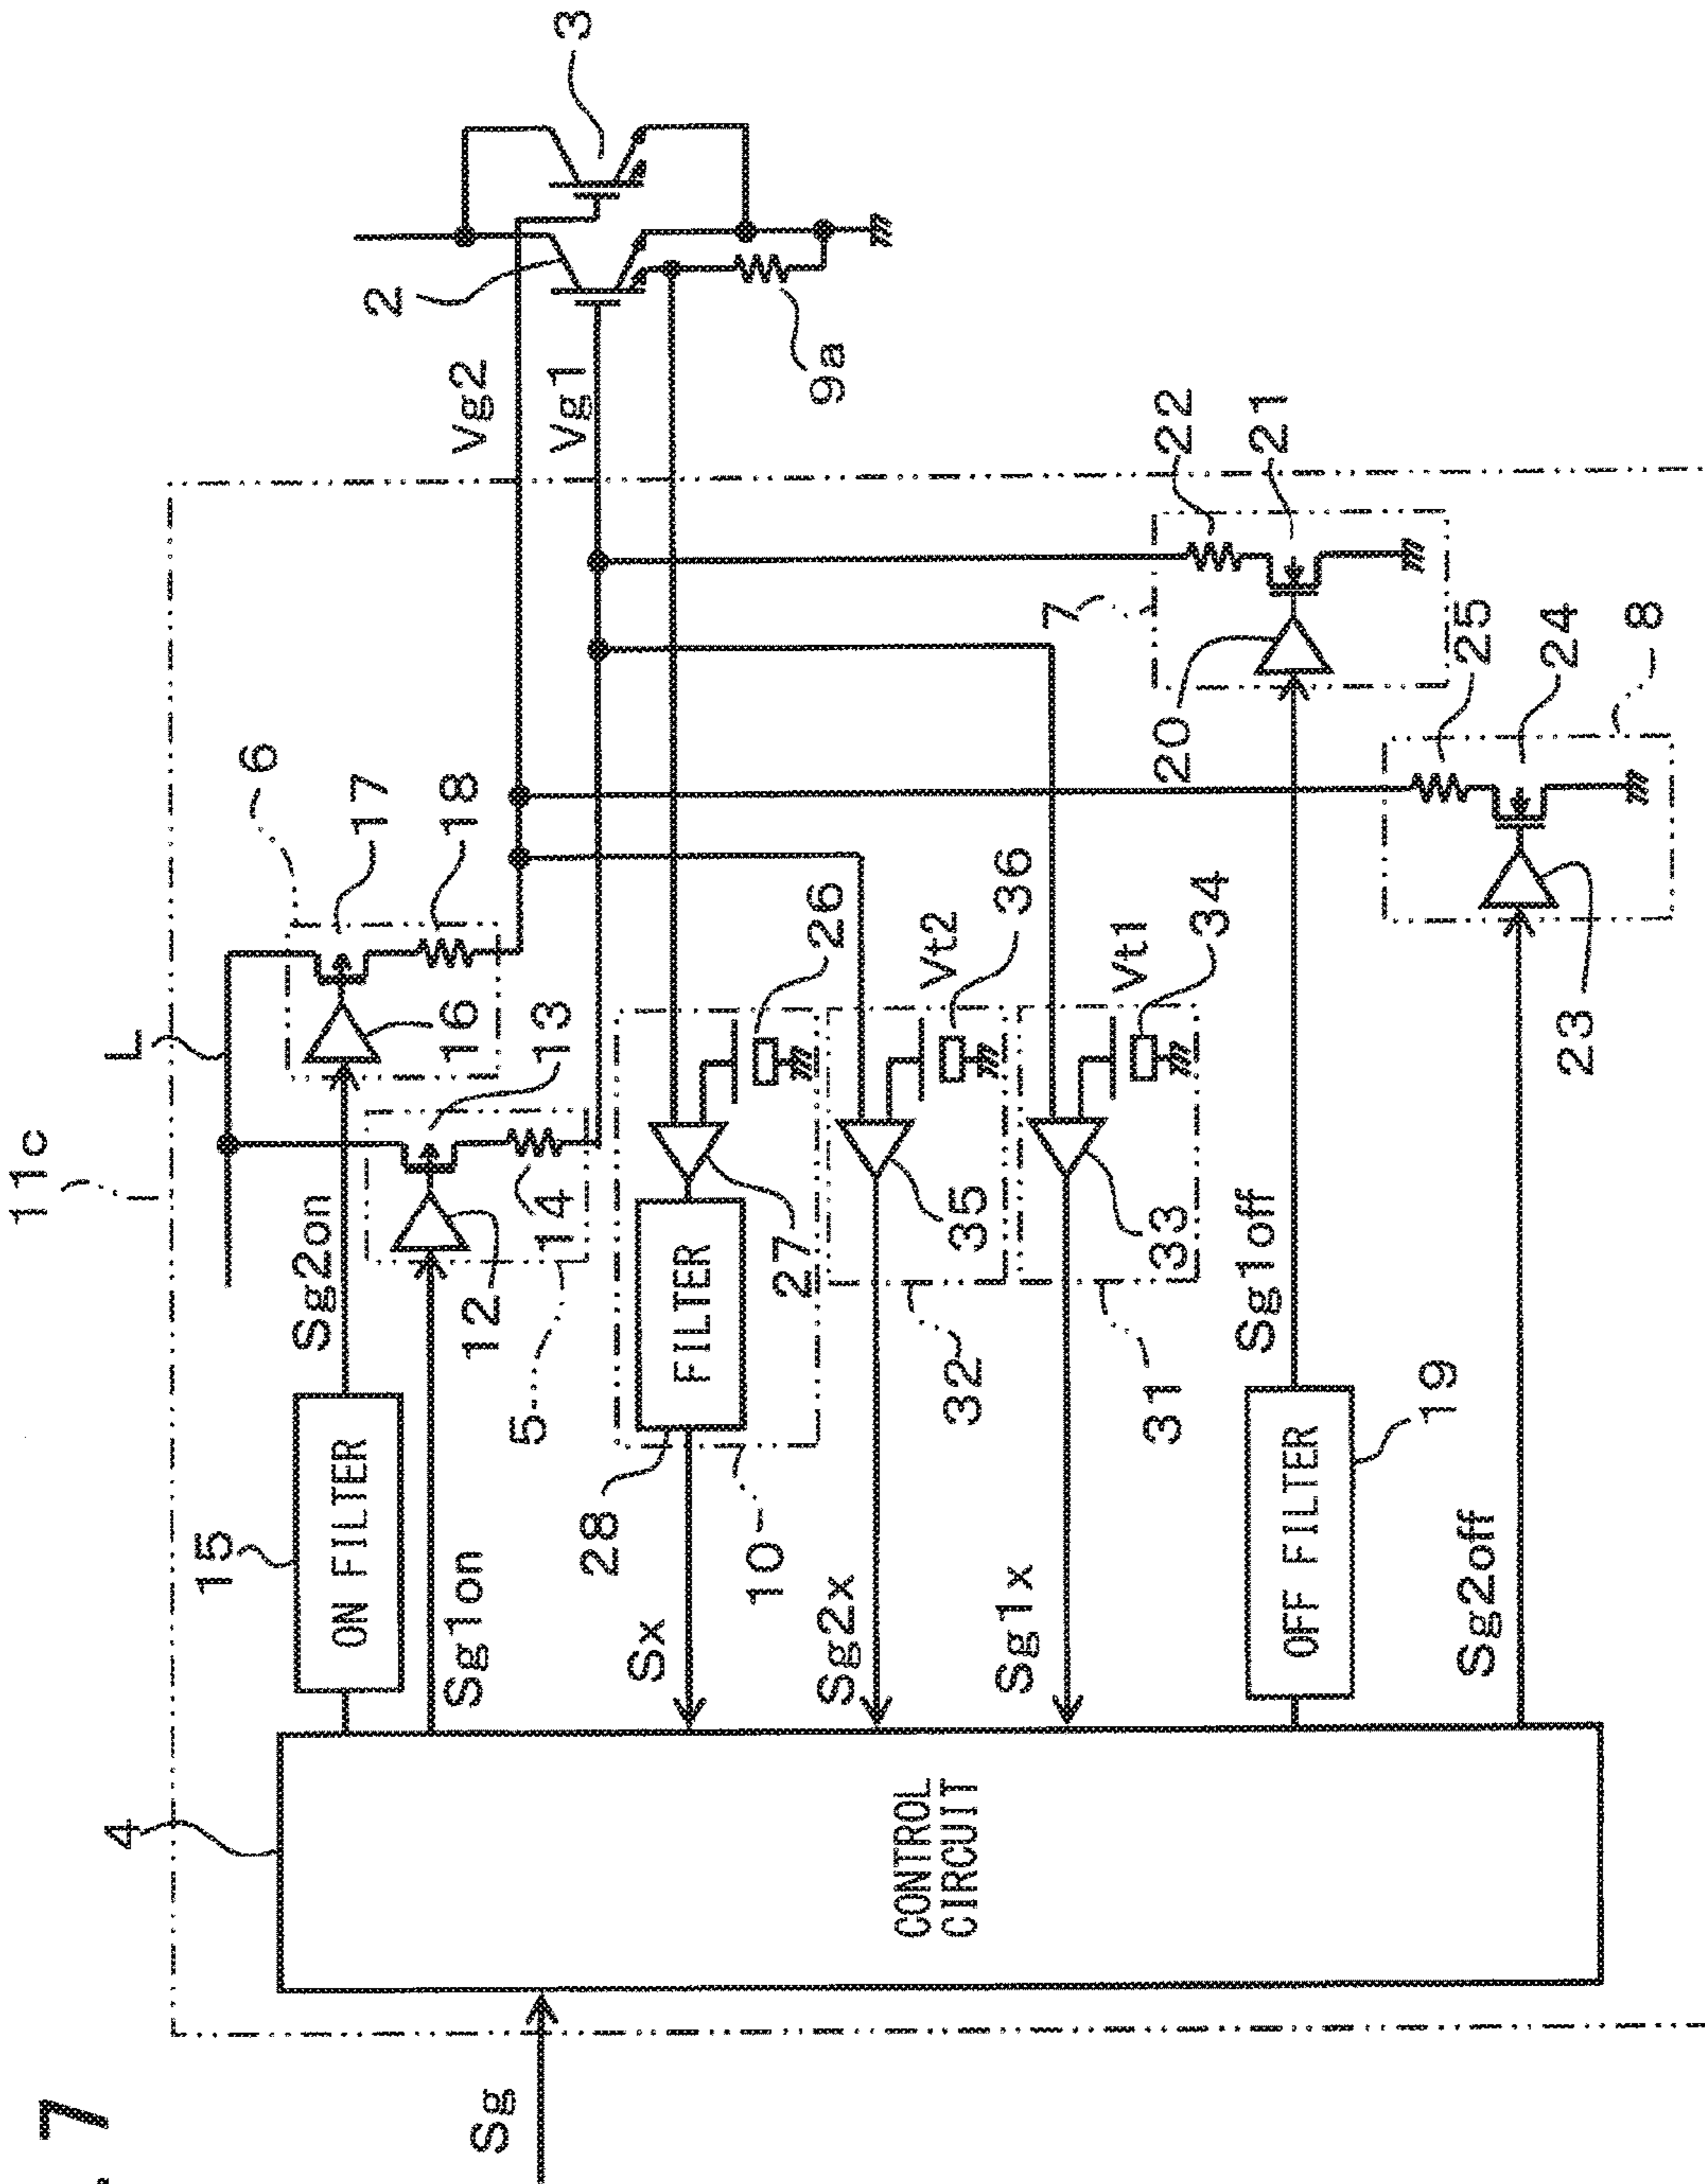 7
11c
4
L
15
6
Sg2on
ON FILTER
17
2
3
Sg1on
12
16
18
Vg2
Sg
5
14
13
Vg1
28
Sx
FILTER
10
27
26
9a
Sg2x
CONTROL
CIRCUIT
32
35
Vt2
36
Sg1x
31
33
Vt1
34
7
20
22
Sg1off
21
OFF FILTER
19
25
Sg2off
24
23
8